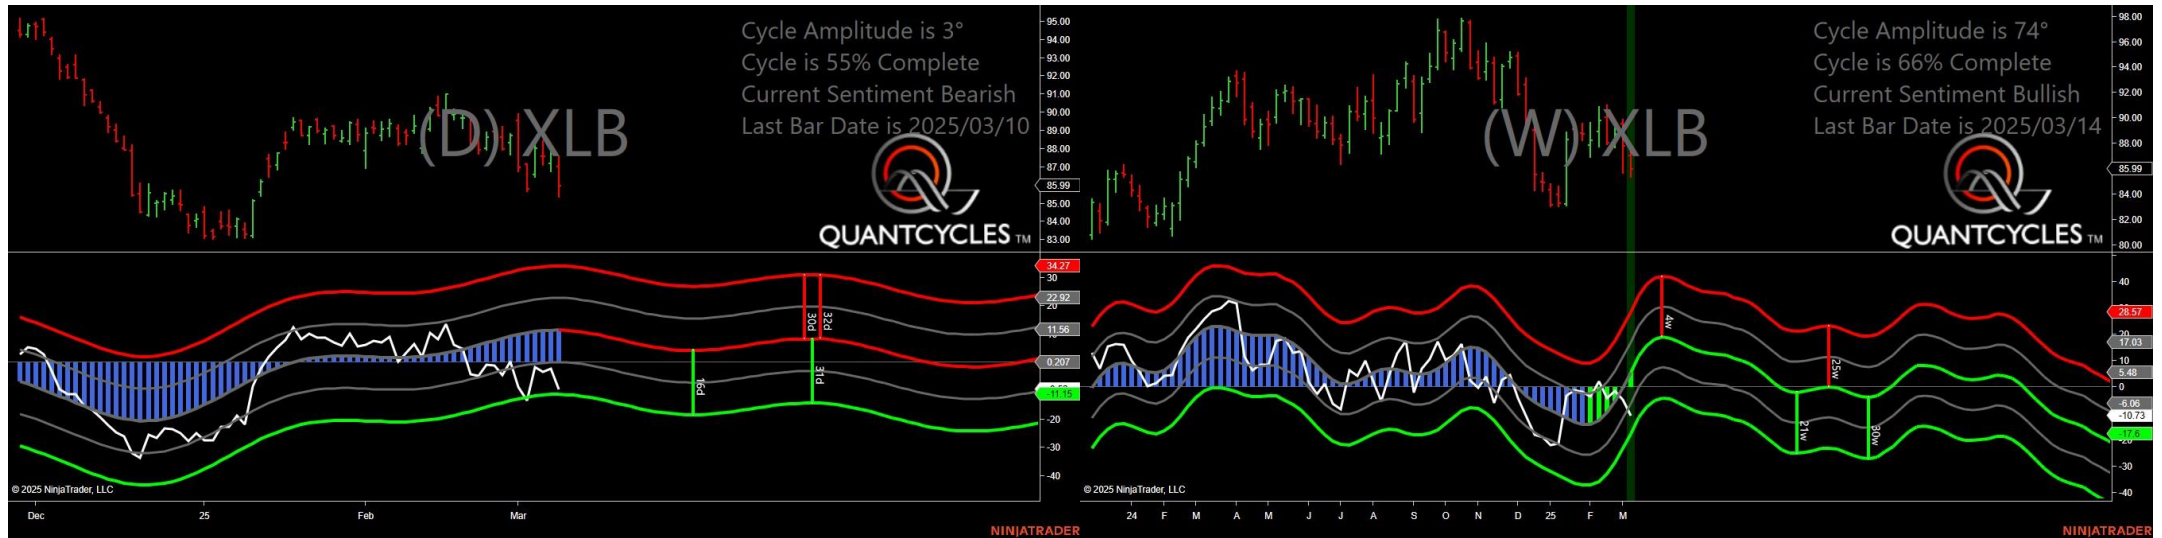 Cycle Amplitude is 3°
Cycle is 55% Complete
Current Sentiment Bearish
Last Bar Date is 2025/03/10
(D) XLB
QUANTCYCLES TM
95.00
94.00
93.00
92.00
91.00
90.00
89.00
88.00
87.00
85.99
85.00
84.00
83.00
34.27
30
22.92
20
11.56
0.207
-11.15
-20
-30
-40
16d
30d
32d
31d
© 2025 NinjaTrader, LLC
Dec 25 Feb Mar
NINJATRADER
Cycle Amplitude is 74°
Cycle is 66% Complete
Current Sentiment Bullish
Last Bar Date is 2025/03/14
(W) XLB
QUANTCYCLES TM
98.00
96.00
94.00
92.00
90.00
88.00
85.99
84.00
82.00
80.00
40
28.57
20
17.03
10
5.48
0
-6.06
-10.73
-17.6
-20
-30
-40
4w
25w
21w
30w
© 2025 NinjaTrader, LLC
24 F M A M J J A S O N D 25 F M
NINJATRADER